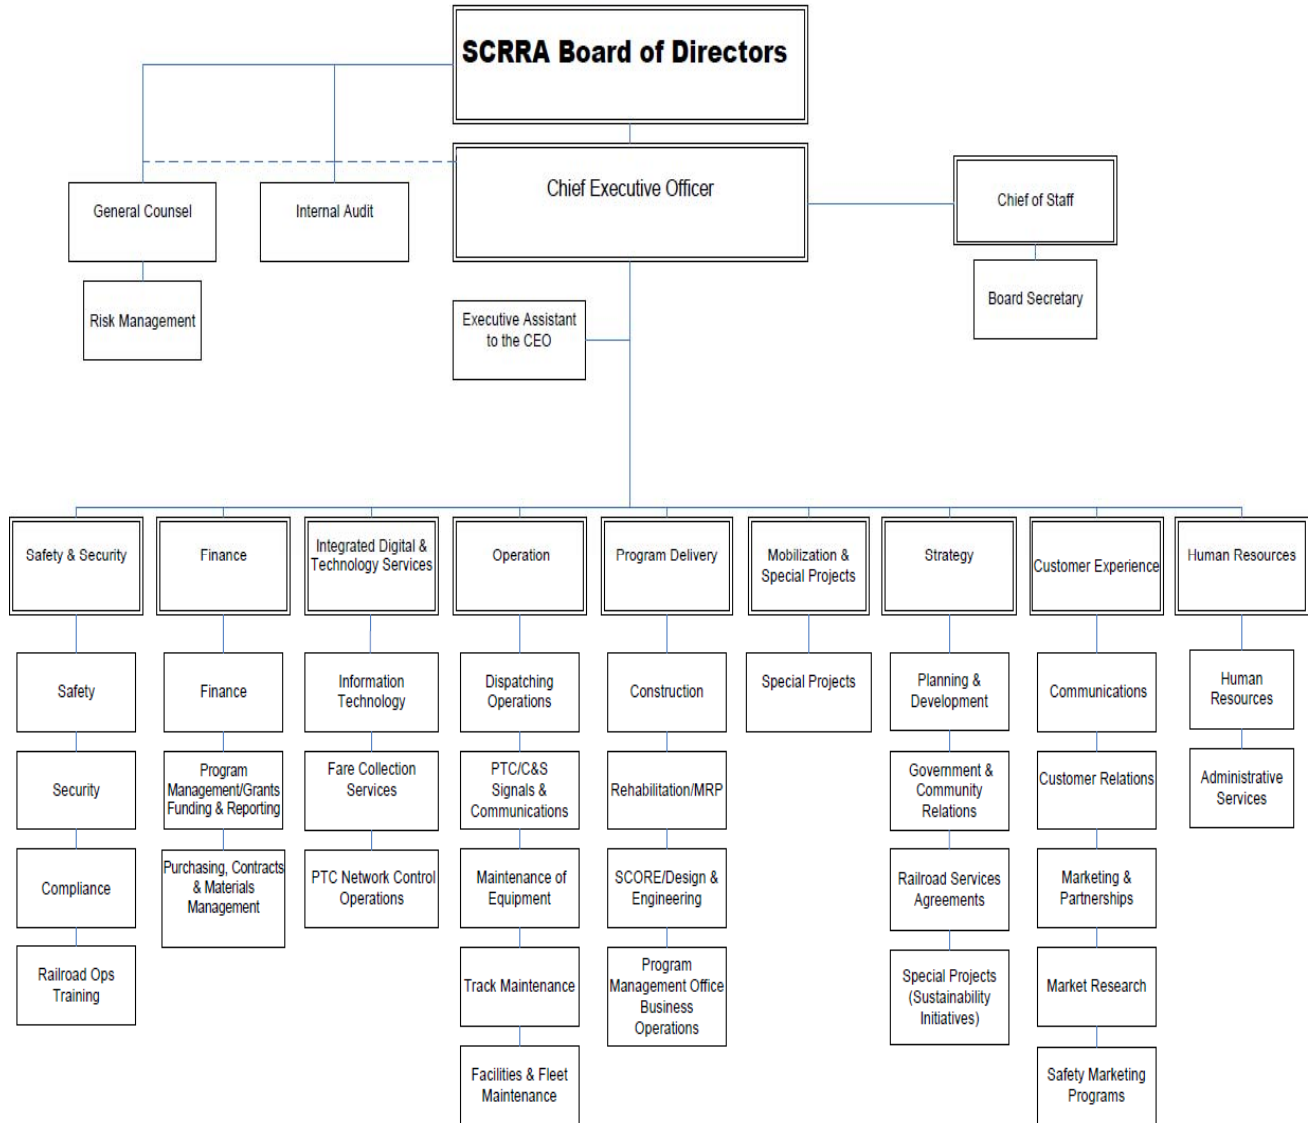 SCRRA Board of Directors
Chief Executive Officer
General Counsel
Internal Audit
Chief of Staff
Risk Management
Executive Assistant
to the CEO
Board Secretary
Safety & Security
Finance
Integrated Digital &
Technology Services
Operation
Program Delivery
Mobilization &
Special Projects
Strategy
Customer Experience
Human Resources
Safety
Security
Compliance
Railroad Ops
Training
Finance
Program
Management/Grants
Funding & Reporting
Purchasing, Contracts
& Materials
Management
Information
Technology
Fare Collection
Services
PTC Network Control
Operations
Dispatching
Operations
PTC/C&S
Signals &
Communications
Maintenance of
Equipment
Track Maintenance
Facilities & Fleet
Maintenance
Construction
Rehabilitation/MRP
SCORE/Design &
Engineering
Program
Management Office
Business
Operations
Special Projects
Planning &
Development
Government &
Community
Relations
Railroad Services
Agreements
Special Projects
(Sustainability
Initiatives)
Communications
Customer Relations
Marketing &
Partnerships
Market Research
Safety Marketing
Programs
Human
Resources
Administrative
Services